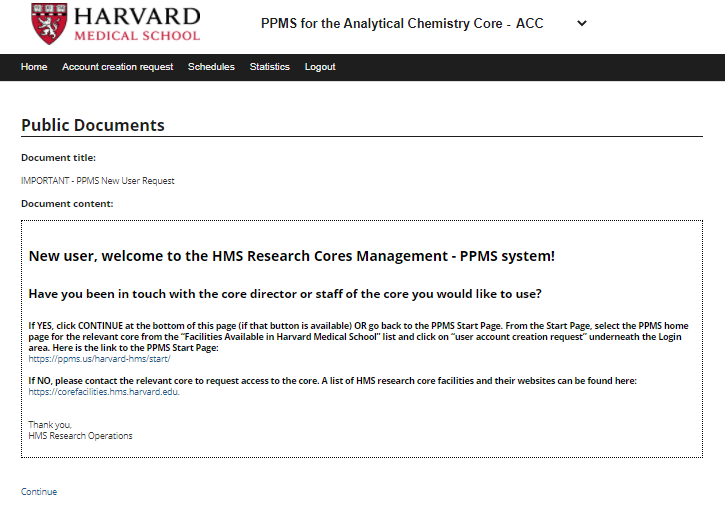 HARVARD
MEDICAL SCHOOL
PPMS for the Analytical Chemistry Core - ACC
Home Account creation request Schedules Statistics Logout
Public Documents
Document title:
IMPORTANT - PPMS New User Request
Document content:
New user, welcome to the HMS Research Cores Management - PPMS system!
Have you been in touch with the core director or staff of the core you would like to use?
If YES, click CONTINUE at the bottom of this page (if that button is available) OR go back to the PPMS Start Page. From the Start Page, select the PPMS home
page for the relevant core from the "Facilities Available in Harvard Medical School" list and click on "user account creation request" underneath the Login
area. Here is the link to the PPMS Start Page:
https://ppms.us/harvard-hms/start/
If NO, please contact the relevant core to request access to the core. A list of HMS research core facilities and their websites can be found here:
https://corefacilities.hms.harvard.edu.
Thank you,
HMS Research Operations
Continue